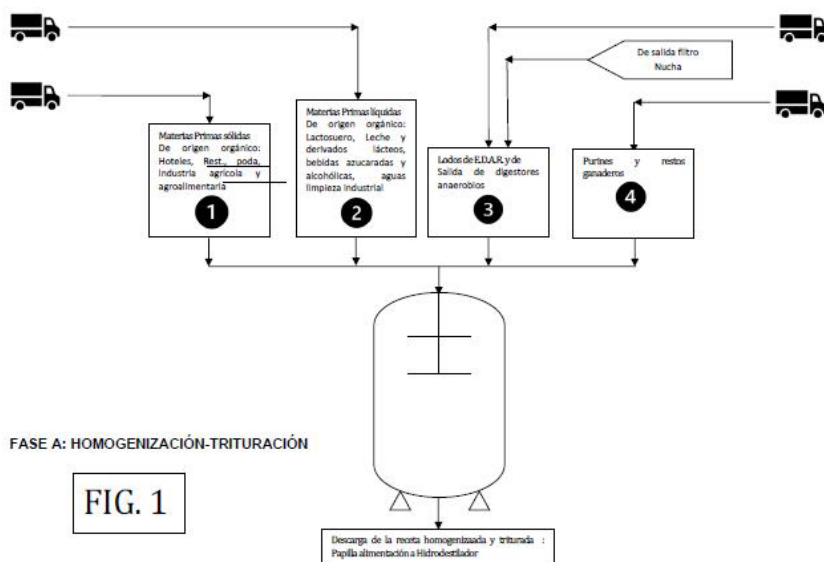 De salida filtro
Nucha
Materias Primas sólidas
De origen orgánico:
Hoteles, Rest., poda,
industria agrícola y
agroalimentaria
1
Materias Primas líquidas
De origen orgánico:
Lactosuero, Leche y
derivados lácteos,
bebidas azucaradas y
alcohólicas, aguas
limpieza industrial
2
Lodos de E.D.A.R. y de
Salida de digestores
anaerobios
3
Purines y restos
ganaderos
4
FASE A: HOMOGENIZACIÓN-TRITURACIÓN
FIG. 1
Descarga de la receta homogenizaada y triturada :
Papilla alimentación a Hidrodestilador